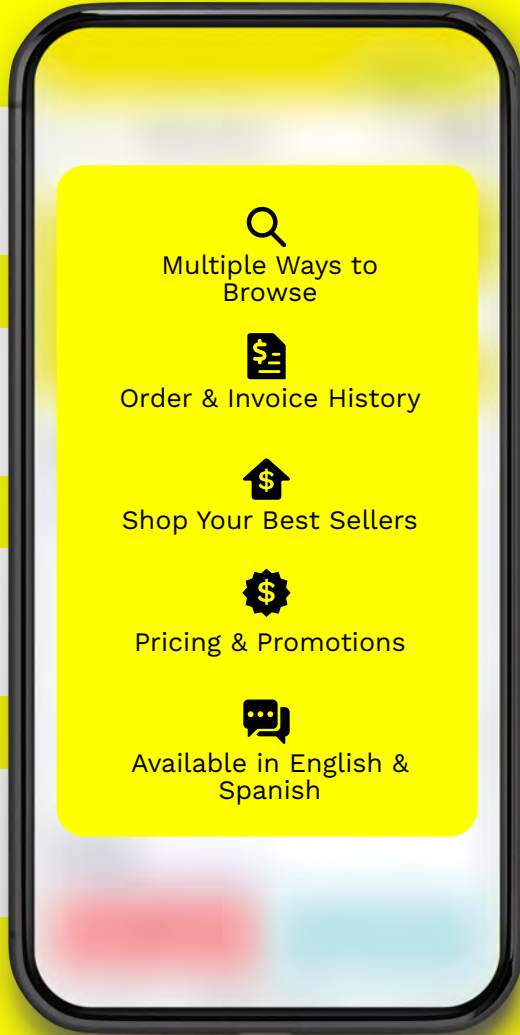 Multiple Ways to
Browse
Order & Invoice History
Shop Your Best Sellers
Pricing & Promotions
Available in English &
Spanish